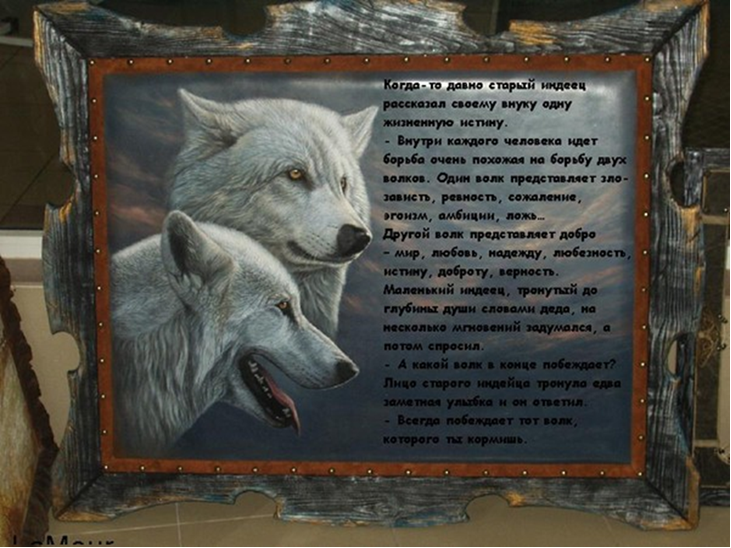 Когда-то давно старый индеец
рассказал своему внуку одну
жизненную истину.
- Внутри каждого человека идет
борьба очень похожая на борьбу двух
волков. Один волк представляет зло-
зависть, ревность, сожаление,
эгоизм, амбиции, ложь...
Другой волк представляет добро
- мир, любовь, надежду, любезность,
истину, доброту, верность.
Маленький индеец, тронутый до
глубины души словами деда, на
несколько мгновений задумался, а
потом спросил.
- А какой волк в конце побеждает?
Лицо старого индейца тронула едва
заметная улыбка и он ответил.
- Всегда побеждает тот волк,
которого ты кормишь.